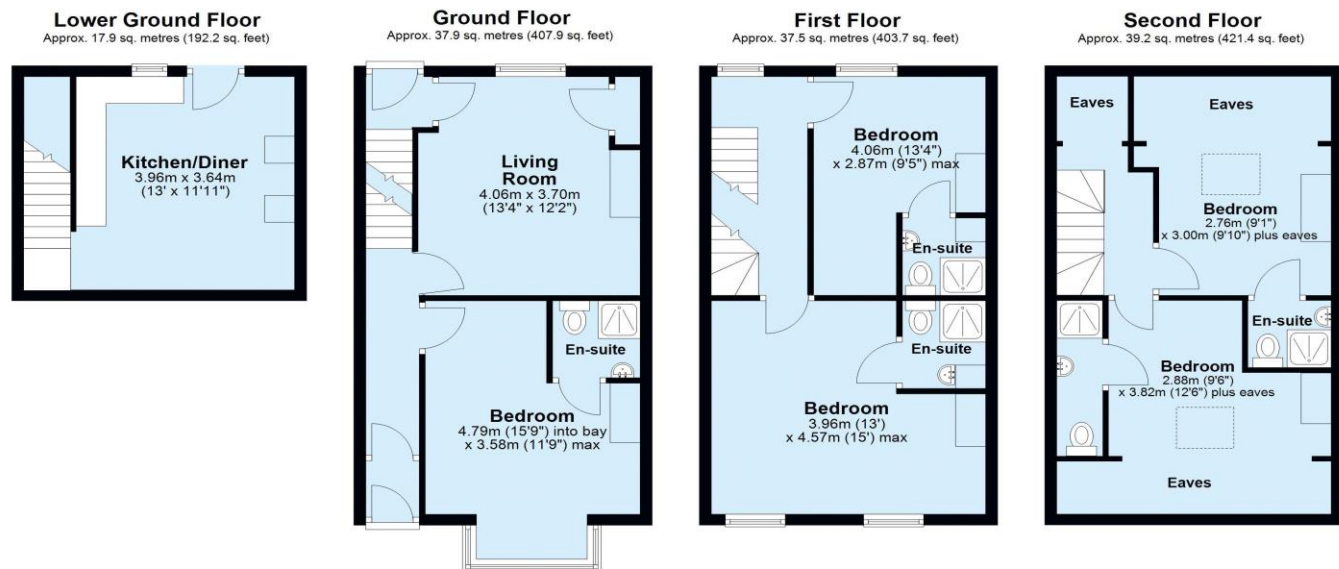 Lower Ground Floor
Approx. 17.9 sq. metres (192.2 sq. feet)
Kitchen/Diner
3.96m x 3.64m
(13' x 11'11")
Ground Floor
Approx. 37.9 sq. metres (407.9 sq. feet)
Living
Room
4.06m x 3.70m
(13'4" x 12'2")
En-suite
Bedroom
4.79m (15'9") into bay
x 3.58m (11'9") max
First Floor
Approx. 37.5 sq. metres (403.7 sq. feet)
Bedroom
4.06m (13'4")
x 2.87m (9'5") max
En-suite
En-suite
Bedroom
3.96m (13')
x 4.57m (15') max
Second Floor
Approx. 39.2 sq. metres (421.4 sq. feet)
Eaves
Eaves
Bedroom
2.76m (9'1")
x 3.00m (9'10") plus eaves
En-suite
Bedroom
2.88m (9'6")
x 3.82m (12'6") plus eaves
Eaves